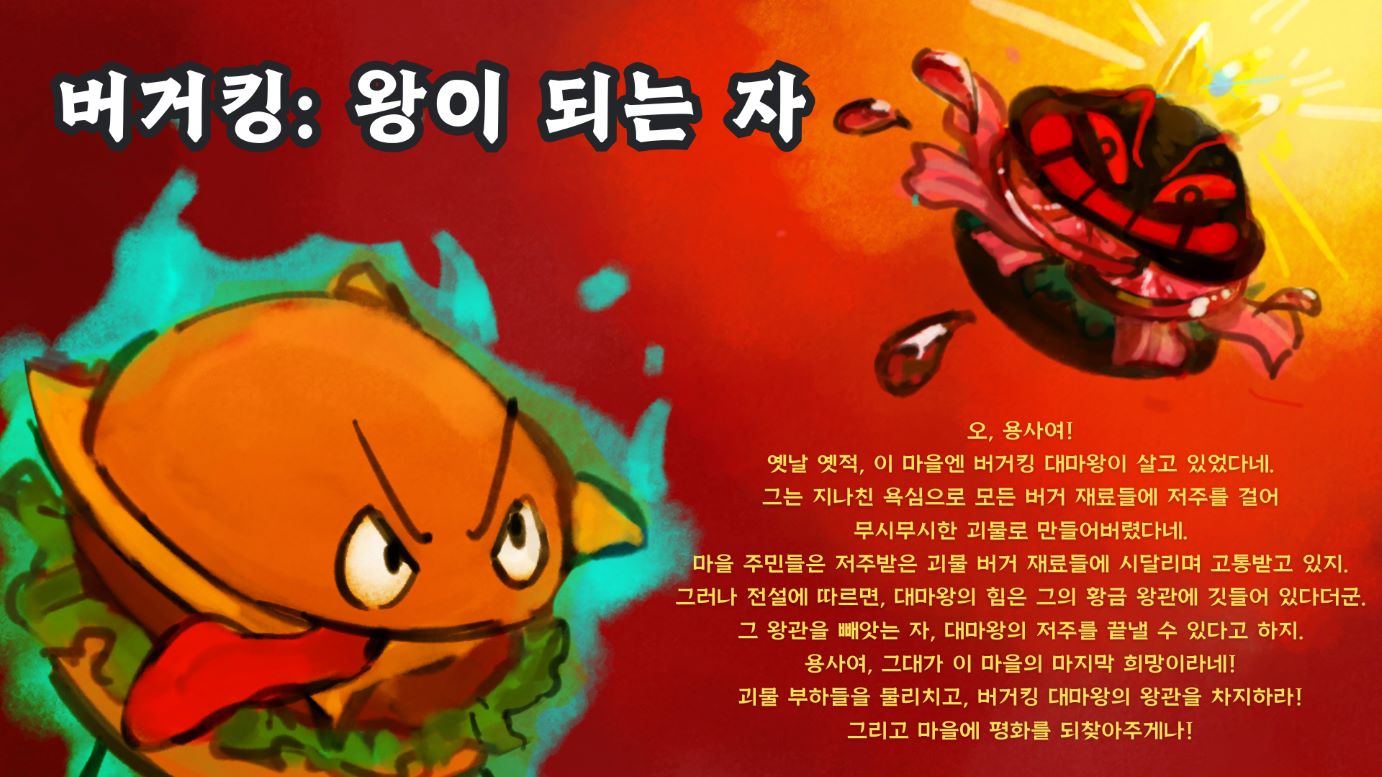 버거킹: 왕이 되는 자
오, 용사여!
옛날 옛적, 이 마을엔 버거킹 대마왕이 살고 있었다네.
그는 지나친 욕심으로 모든 버거 재료들에 저주를 걸어
무시무시한 괴물로 만들어버렸다네.
마을 주민들은 저주받은 괴물 버거 재료들에 시달리며 고통받고 있지.
그러나 전설에 따르면, 대마왕의 힘은 그의 황금 왕관에 깃들어 있다더군.
그 왕관을 빼앗는 자, 대마왕의 저주를 끝낼 수 있다고 하지.
용사여, 그대가 이 마을의 마지막 희망이라네!
괴물 부하들을 물리치고, 버거킹 대마왕의 왕관을 차지하라!
그리고 마을에 평화를 되찾아주게나!